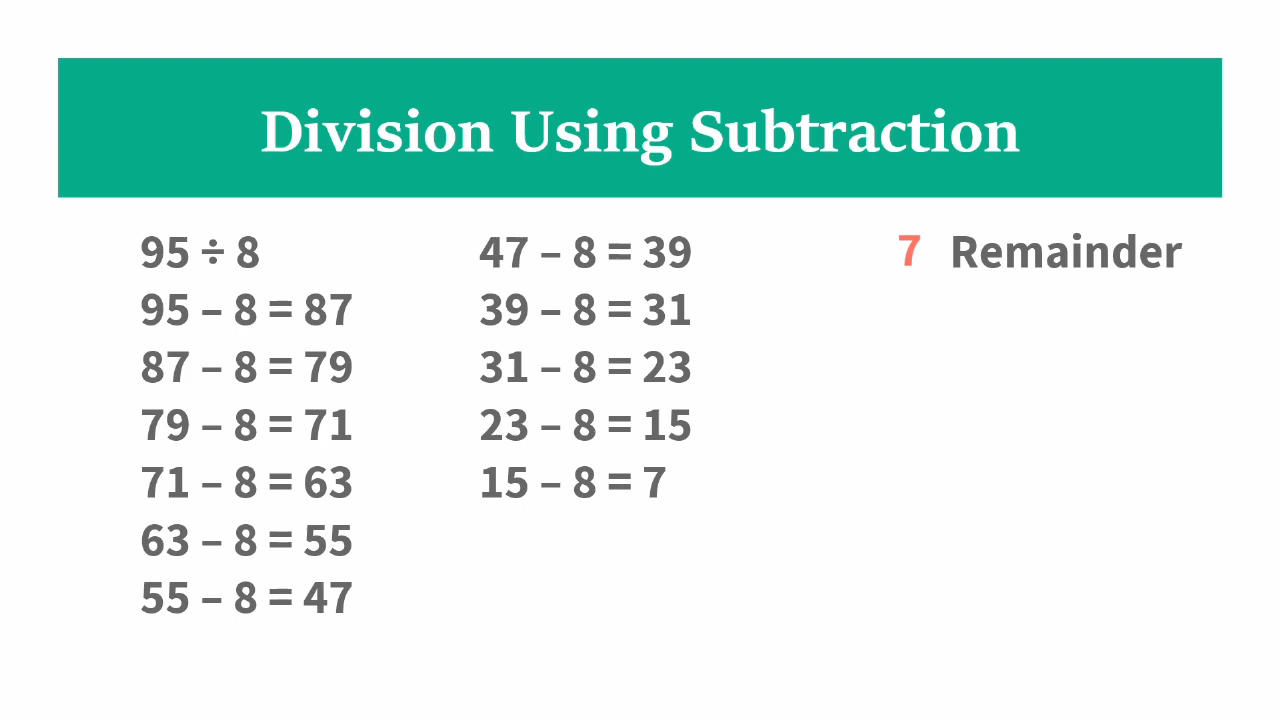 Division Using Subtraction
95 ÷ 8
95 – 8 = 87
87 – 8 = 79
79 – 8 = 71
71 – 8 = 63
63 – 8 = 55
55 – 8 = 47
47 – 8 = 39
39 – 8 = 31
31 – 8 = 23
23 – 8 = 15
15 – 8 = 7
7 Remainder